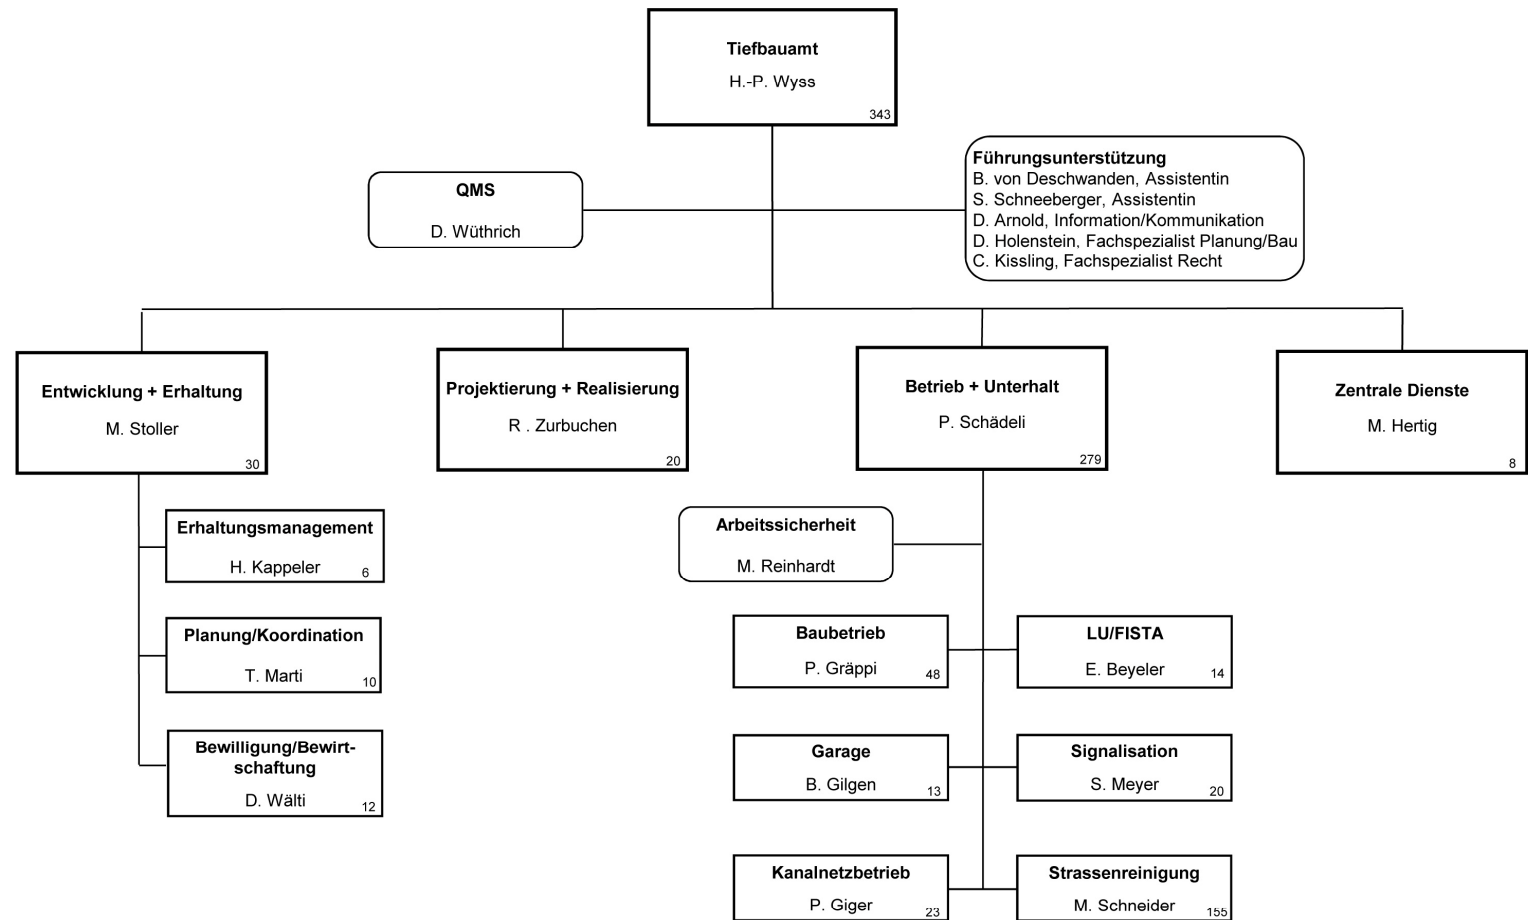 Tiefbauamt
H.-P. Wyss
343
QMS
D. Wüthrich
Führungsunterstützung
B. von Deschwanden, Assistentin
S. Schneeberger, Assistentin
D. Arnold, Information/Kommunikation
D. Holenstein, Fachspezialist Planung/Bau
C. Kissling, Fachspezialist Recht
Entwicklung + Erhaltung
M. Stoller
30
Projektierung + Realisierung
R . Zurbuchen
20
Betrieb + Unterhalt
P. Schädeli
279
Zentrale Dienste
M. Hertig
8
Erhaltungsmanagement
H. Kappeler
6
Planung/Koordination
T. Marti
10
Bewilligung/Bewirt-
schaftung
D. Wälti
12
Arbeitssicherheit
M. Reinhardt
Baubetrieb
P. Gräppi
48
LU/FISTA
E. Beyeler
14
Garage
B. Gilgen
13
Signalisation
S. Meyer
20
Kanalnetzbetrieb
P. Giger
23
Strassenreinigung
M. Schneider
155